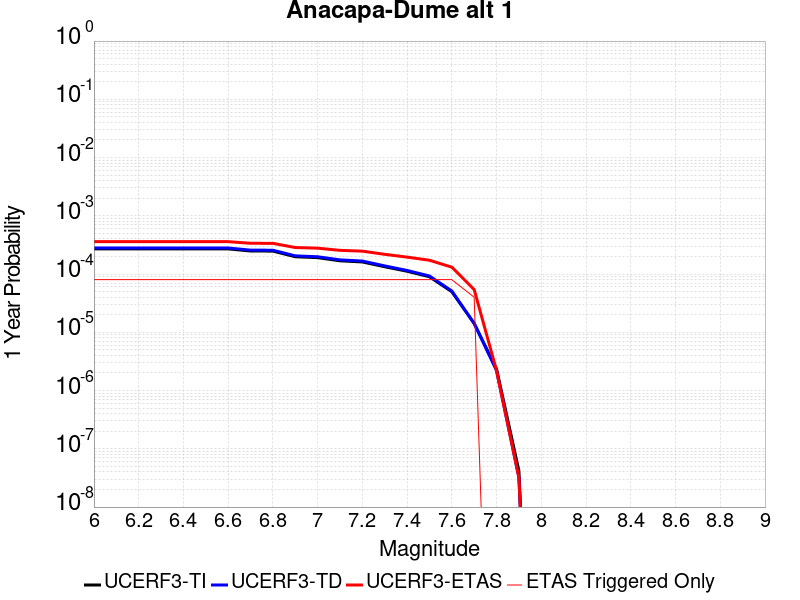 Anacapa-Dume alt 1
10^0
10^-1
10^-2
10^-3
10^-4
10^-5
10^-6
10^-7
10^-8
1 Year Probability
6 6.2 6.4 6.6 6.8 7 7.2 7.4 7.6 7.8 8 8.2 8.4 8.6 8.8 9
Magnitude
UCERF3-TI UCERF3-TD UCERF3-ETAS ETAS Triggered Only